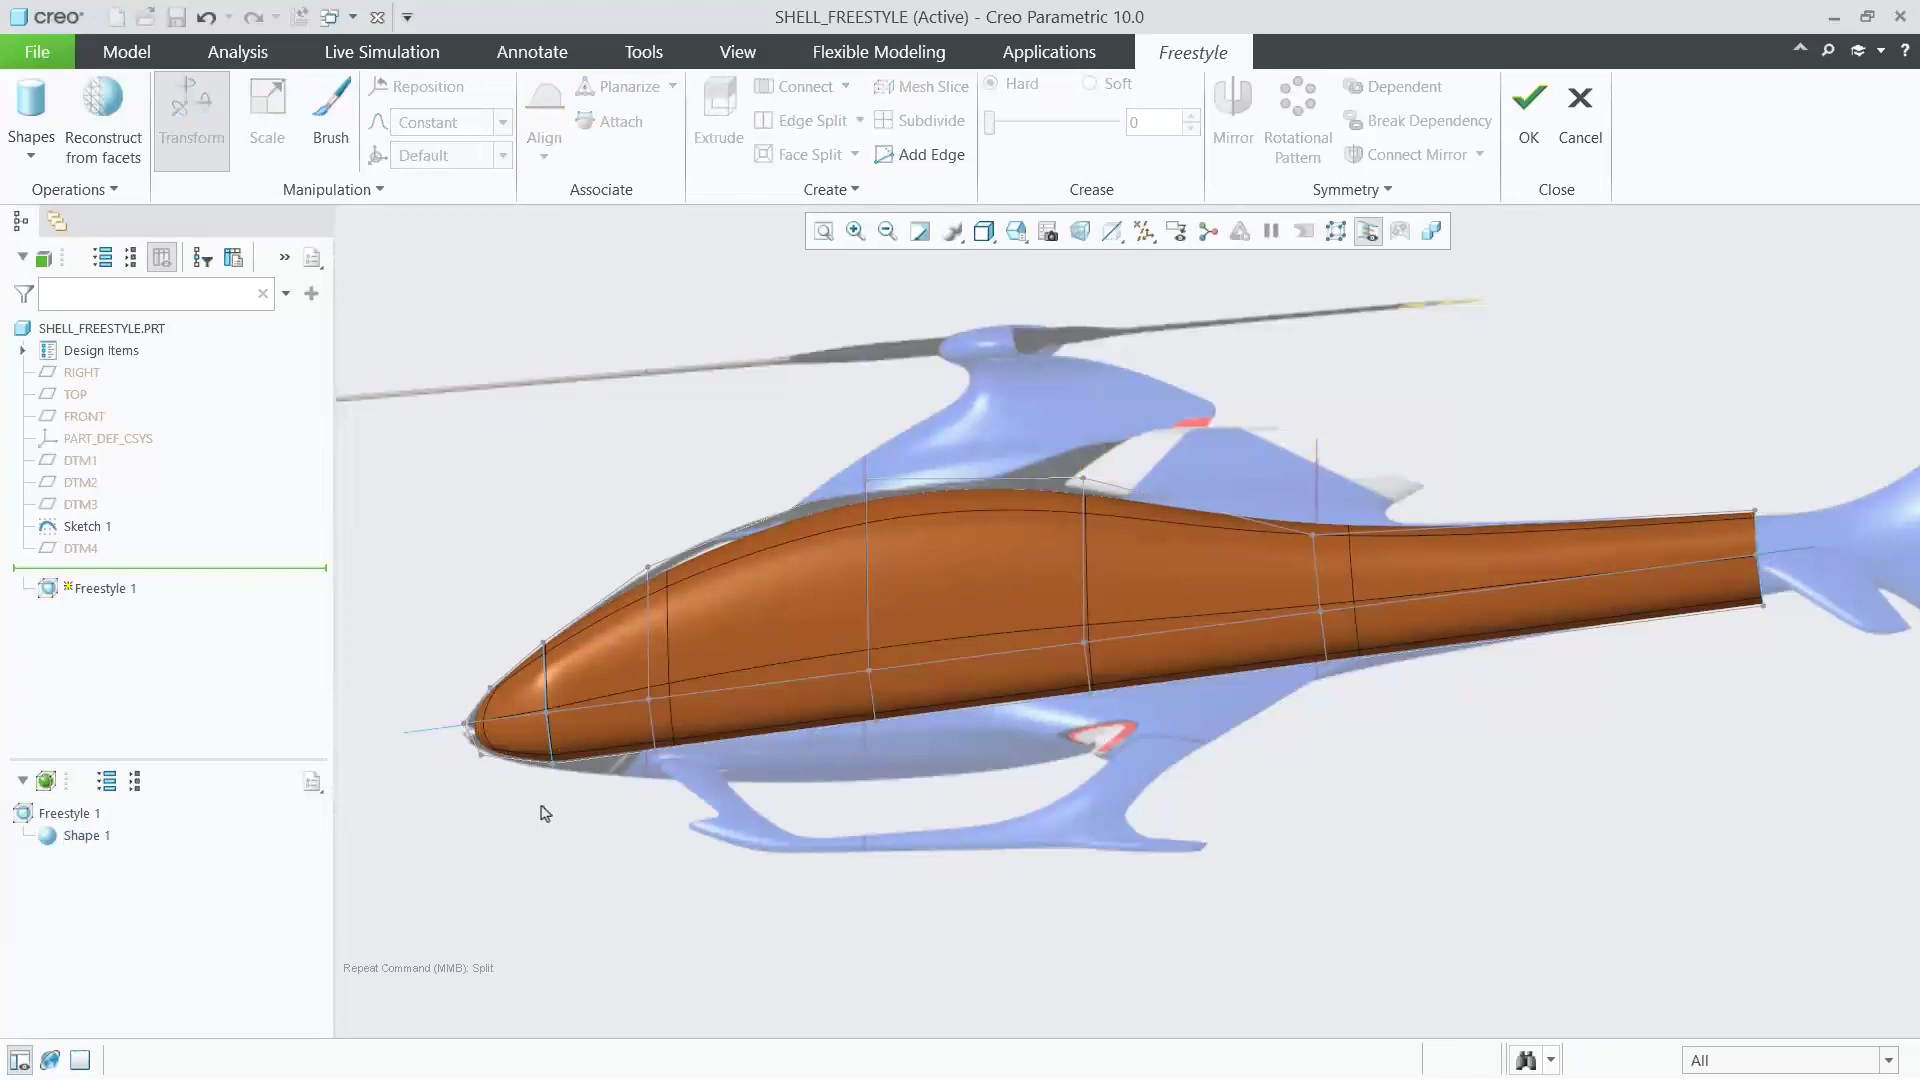 creo®
SHELL_FREESTYLE (Active) - Creo Parametric 10.0
File
Model
Analysis
Live Simulation
Annotate
Tools
View
Flexible Modeling
Applications
Freestyle
?
Shapes
Reconstruct from facets
Transform
Scale
Brush
Reposition
Constant
Default
Align
Planarize
Attach
Extrude
Connect
Edge Split
Face Split
Mesh Slice
Subdivide
Add Edge
Hard
Soft
0
Mirror
Rotational Pattern
Dependent
Break Dependency
Connect Mirror
OK
Cancel
Operations
Manipulation
Associate
Create
Crease
Symmetry
Close
SHELL_FREESTYLE.PRT
Design Items
RIGHT
TOP
FRONT
PART_DEF_CSYS
DTM1
DTM2
DTM3
Sketch 1
DTM4
Freestyle 1
Freestyle 1
Shape 1
Repeat Command (MMB): Split
All